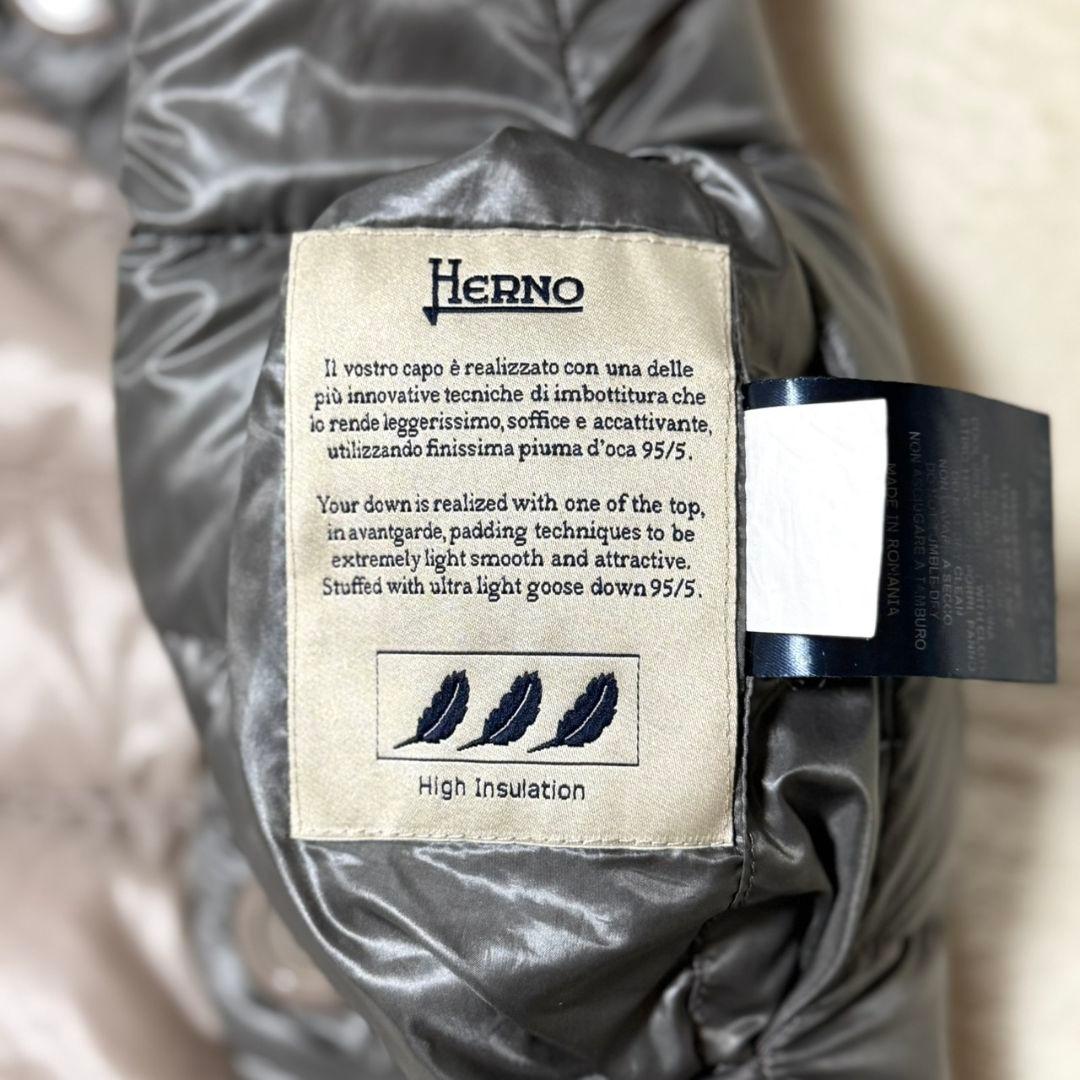 HERNO
Il vostro capo è realizzato con una delle
più innovative tecniche di imbottitura che
lo rende leggerissimo, soffice e accattivante,
utilizzando finissima piuma d'oca 95/5.
Your down is realized with one of the top,
in avantgarde, padding techniques to be
extremely light smooth and attractive.
Stuffed with ultra light goose down 95/5.
High Insulation
MADE IN ROMANIA
NON ASCIUGARE A TAMBURO
A SECCO